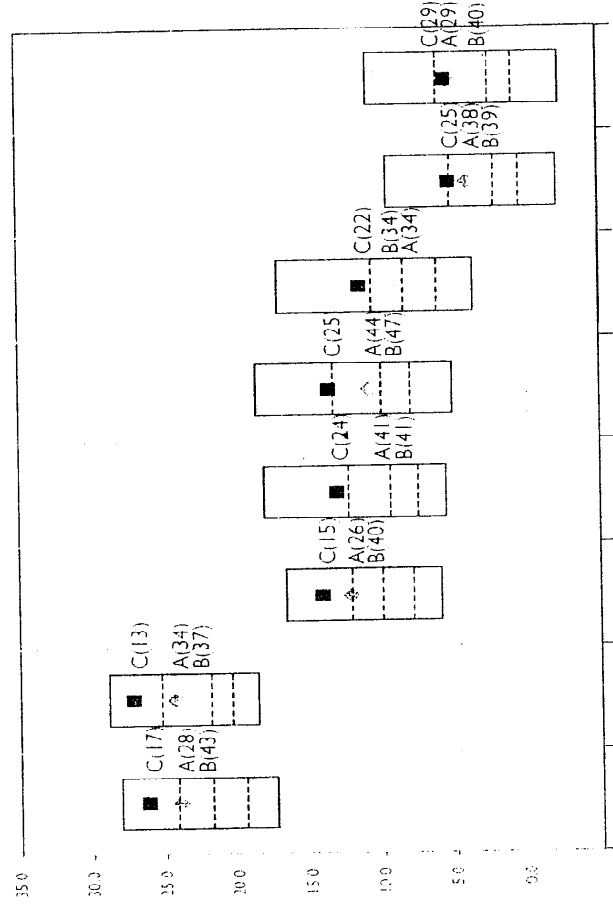 C(17)
A(28)
B(43)
C(13)
A(34)
B(37)
C(15)
A(26)
B(40)
C(24)
A(41)
B(41)
C(25)
A(44)
B(47)
C(22)
B(34)
A(34)
C(25)
A(38)
B(39)
C(29)
A(29)
B(40)
35.0
30.0
25.0
20.0
15.0
10.0
5.0
0.0